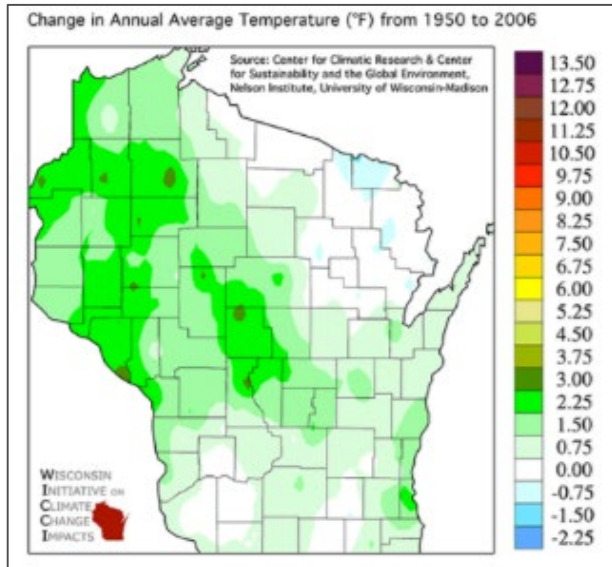 Change in Annual Average Temperature (°F) from 1950 to 2006
Source: Center for Climatic Research & Center
for Sustainability and the Global Environment,
Nelson Institute, University of Wisconsin-Madison
13.50
12.75
12.00
11.25
10.50
9.75
9.00
8.25
7.50
6.75
6.00
5.25
4.50
3.75
3.00
2.25
1.50
0.75
0.00
-0.75
-1.50
-2.25
WISCONSIN
INITIATIVE ON
CLIMATE
CHANGE
IMPACTS